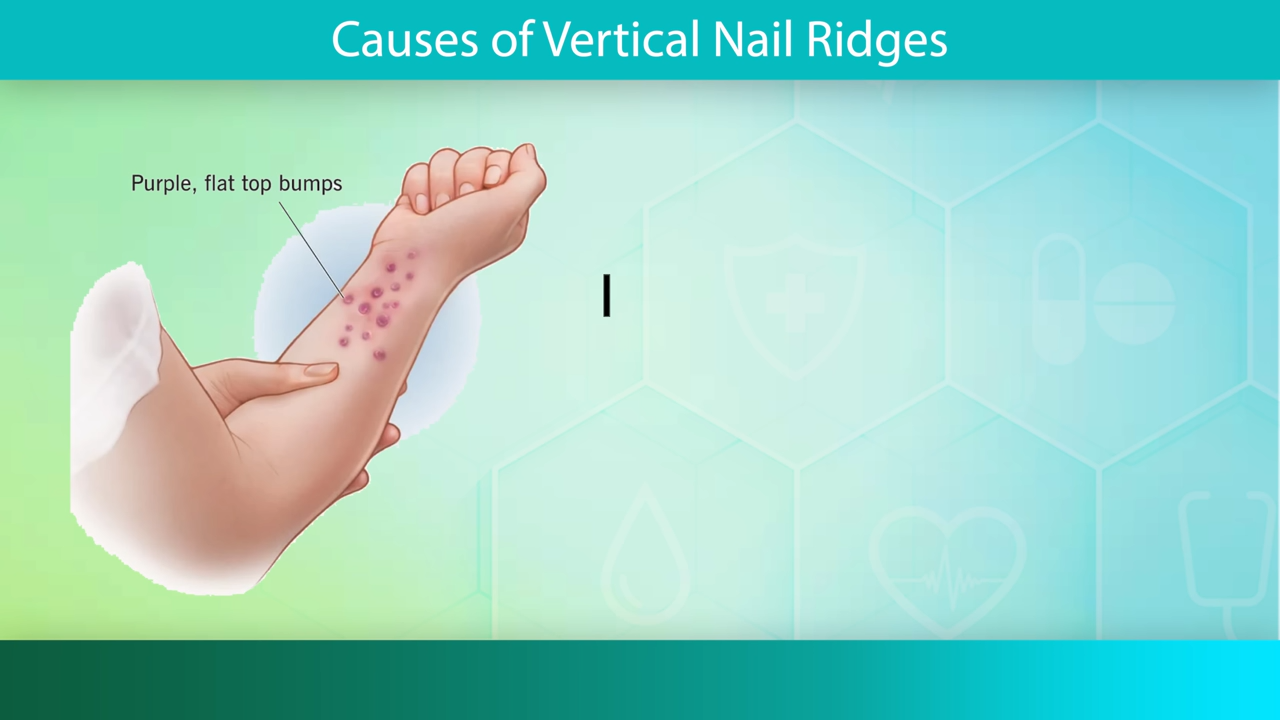 Causes of Vertical Nail Ridges
Purple, flat top bumps